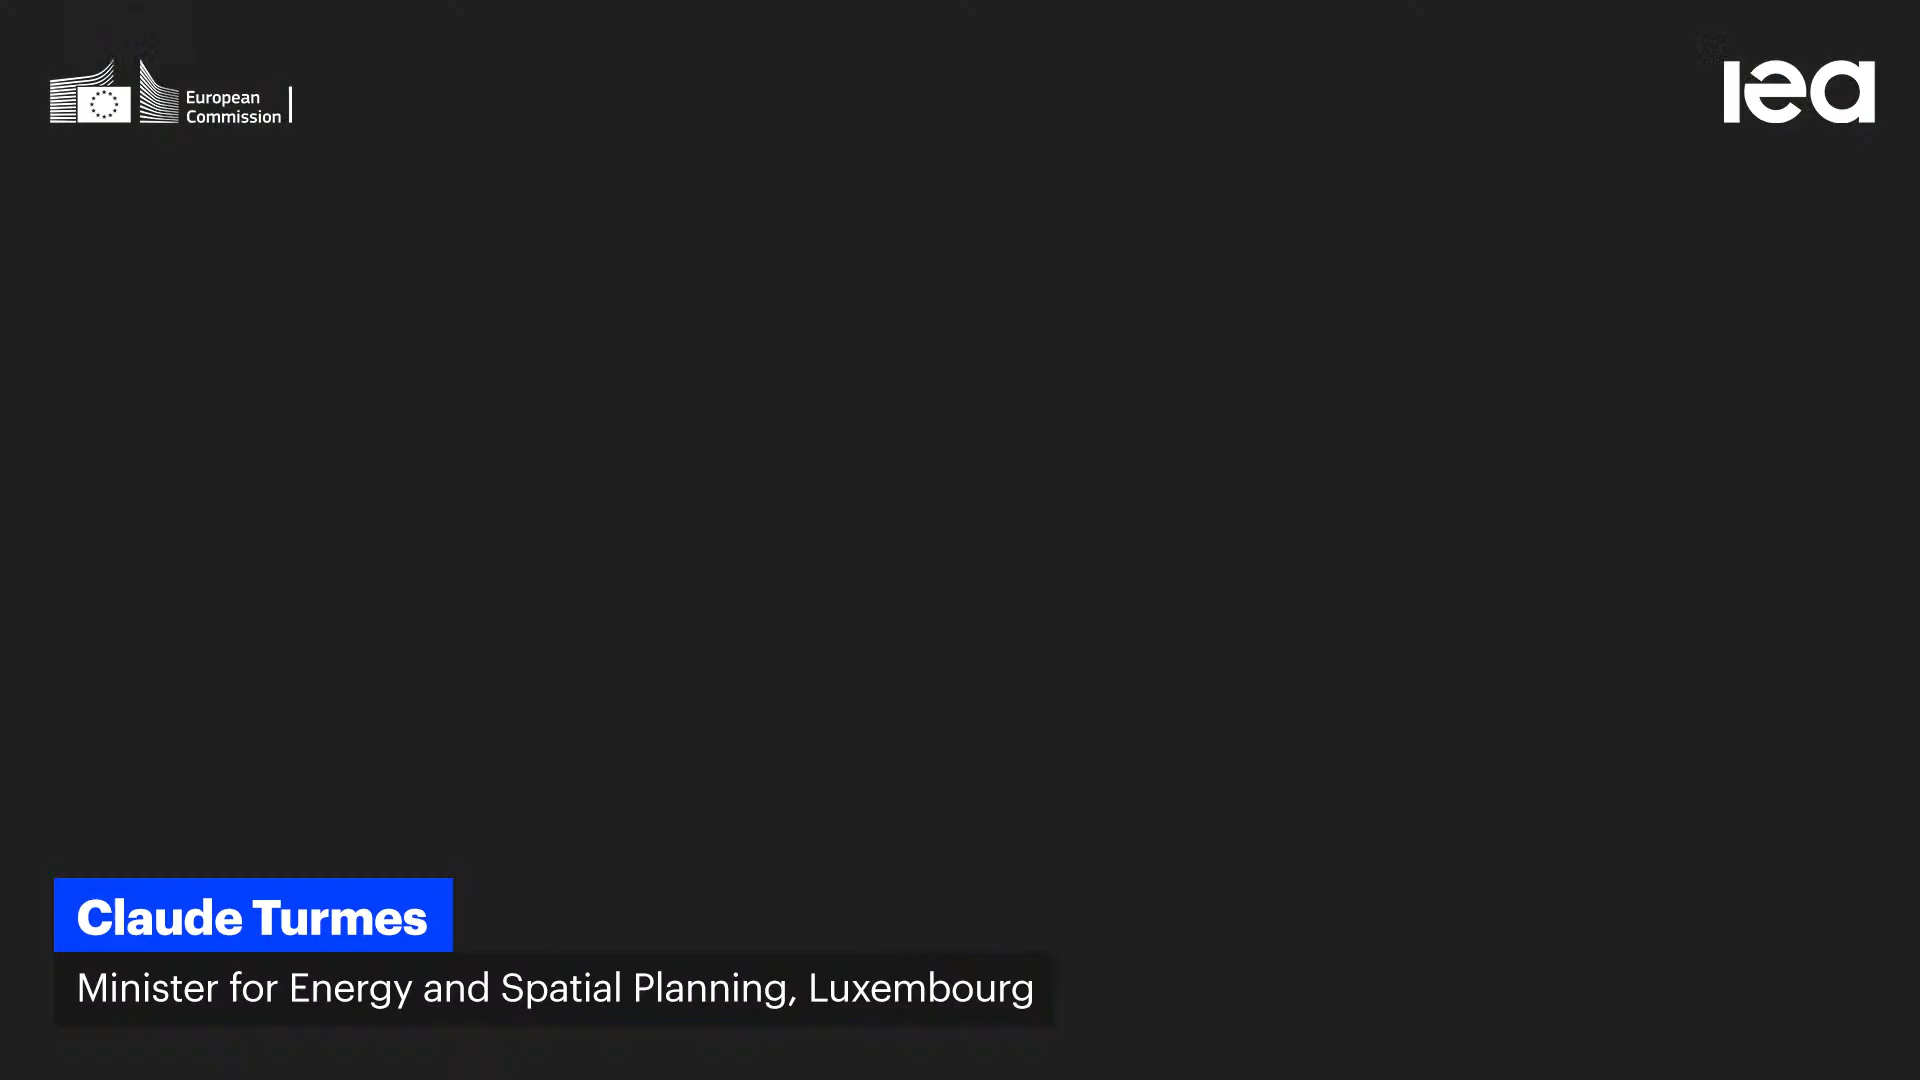 European
Commission
iea
Claude Turmes
Minister for Energy and Spatial Planning, Luxembourg